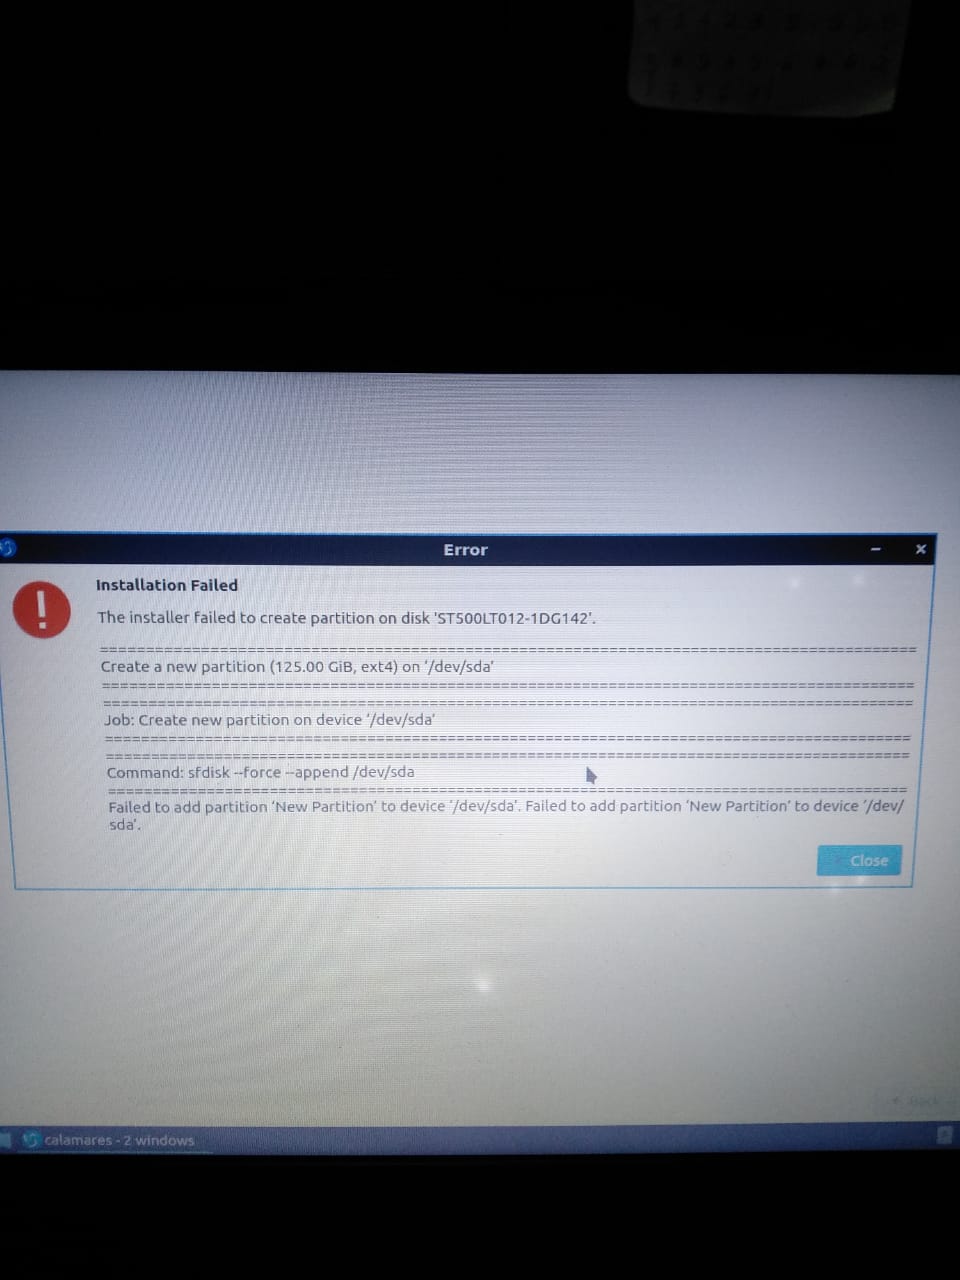 Error
Installation Failed
The installer failed to create partition on disk 'ST500LT012-1DG142'.
Create a new partition (125.00 GiB, ext4) on '/dev/sda'
Job: Create new partition on device '/dev/sda'
Command: sfdisk --force --append /dev/sda
Failed to add partition 'New Partition' to device '/dev/sda'. Failed to add partition 'New Partition' to device '/dev/
sda'.
Close
Back
calamares - 2 windows